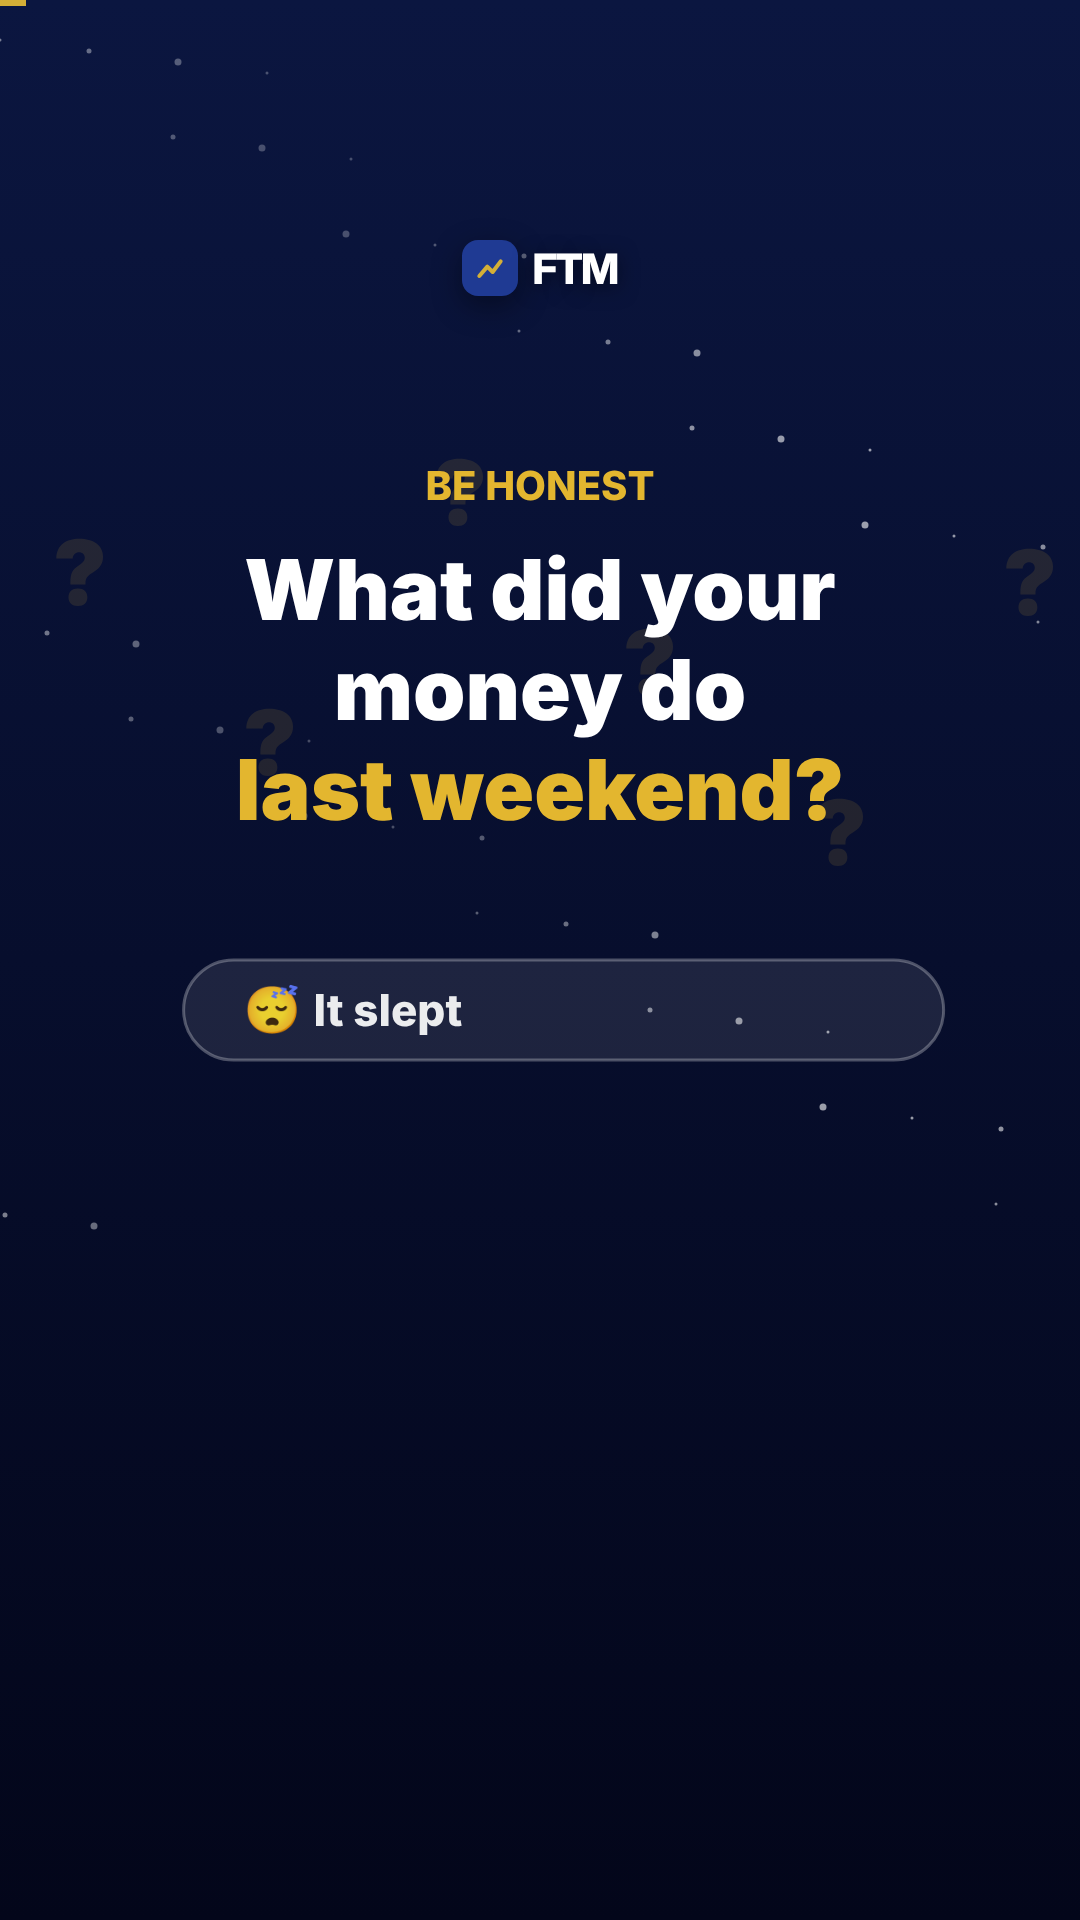 FTM
BE HONEST
What did your
money do
last weekend?
? ? ? ? ? ?
😴 It slept